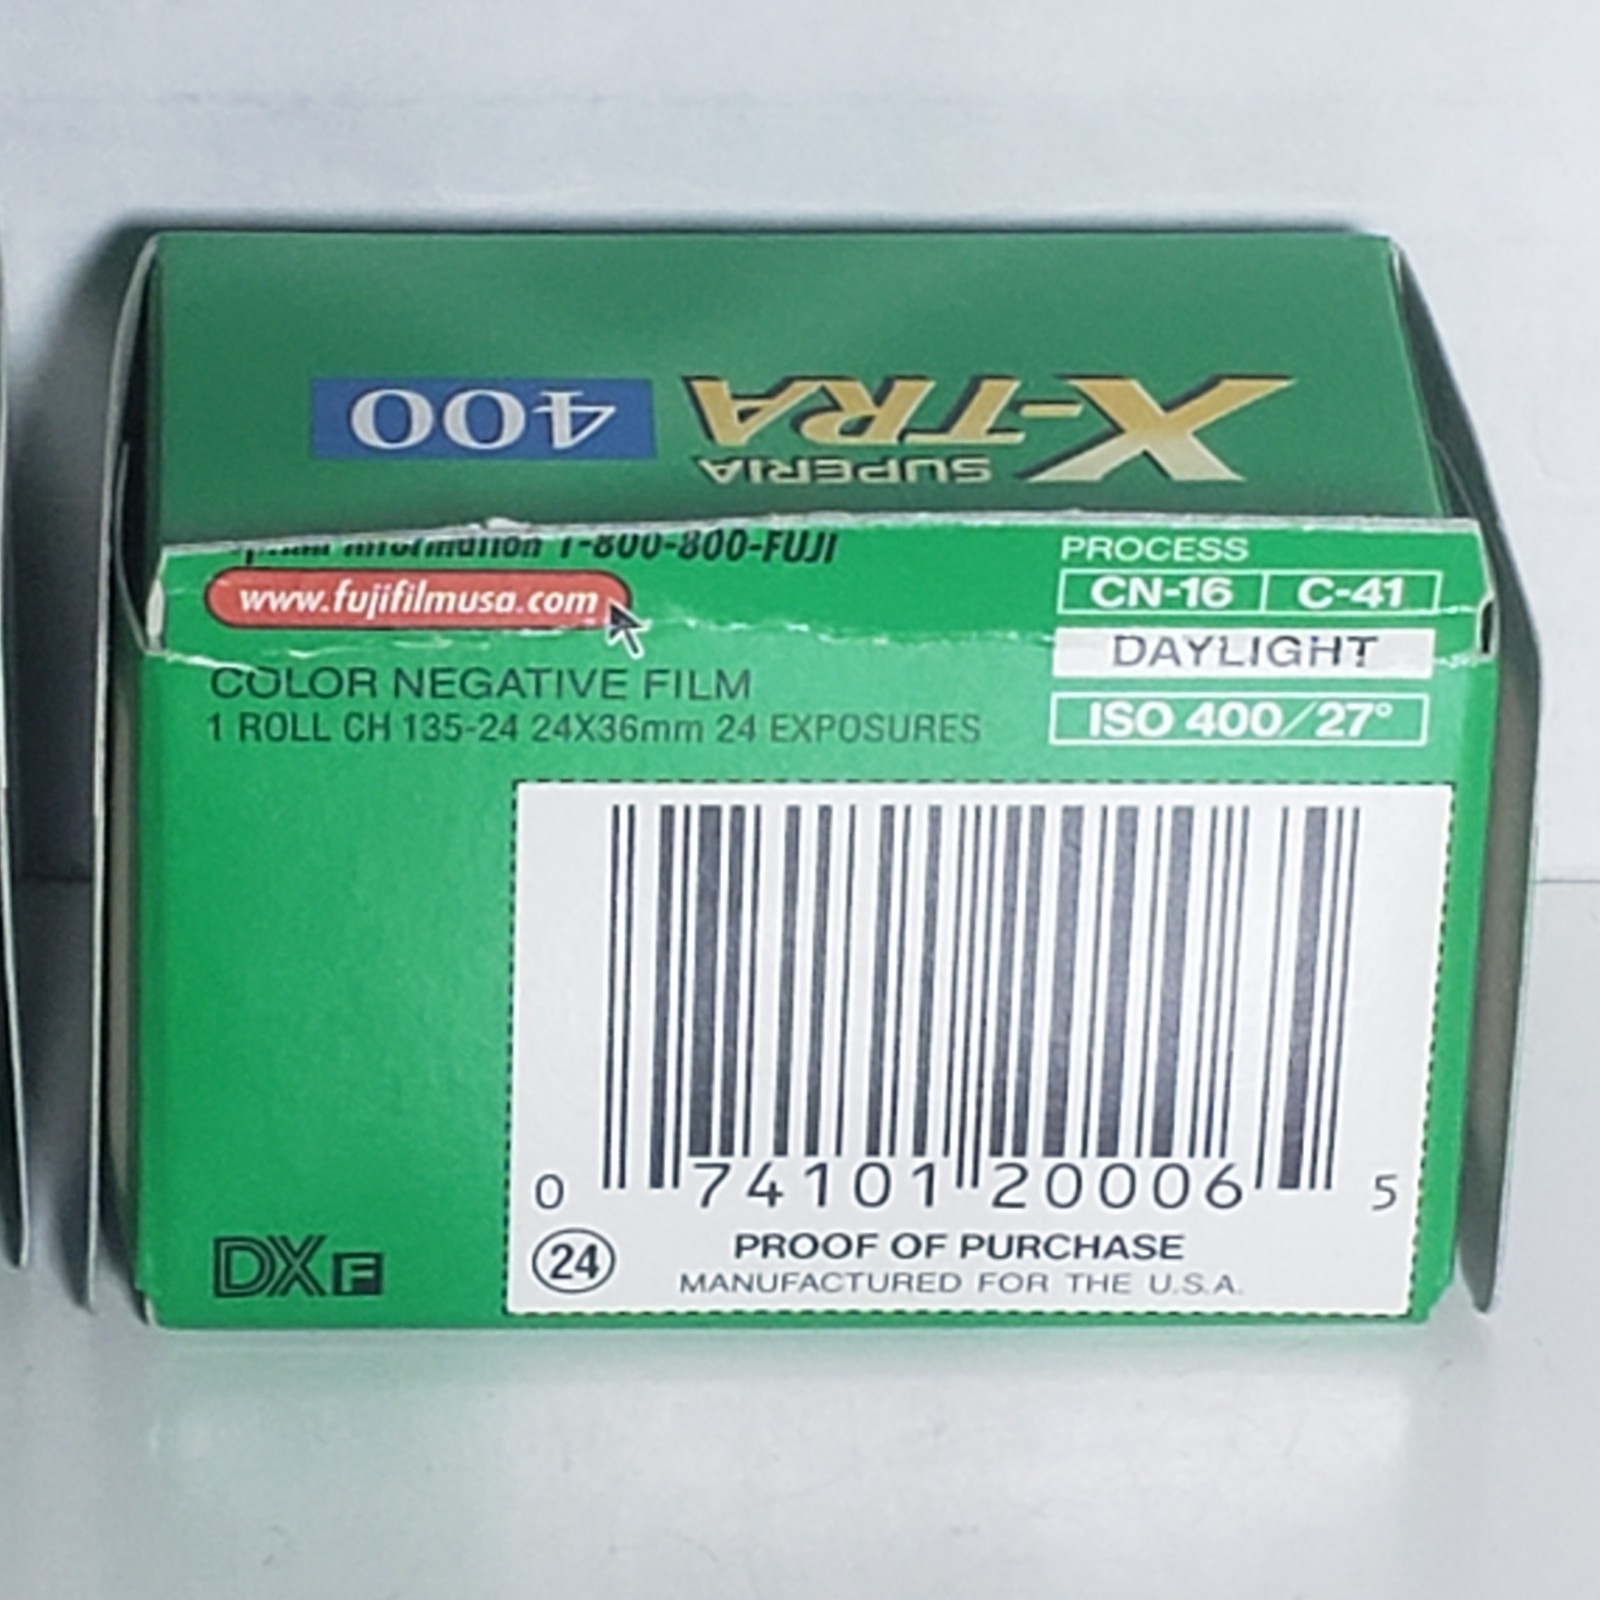 400 X-TRA
SUPERIA
information 1-800-800-FUJI
www.fujifilmusa.com
PROCESS
CN-16 C-41
DAYLIGHT
ISO 400/27°
COLOR NEGATIVE FILM
1 ROLL CH 135-24 24X36mm 24 EXPOSURES
0 74101 20006 5
24 PROOF OF PURCHASE
MANUFACTURED FOR THE U.S.A.
DX F